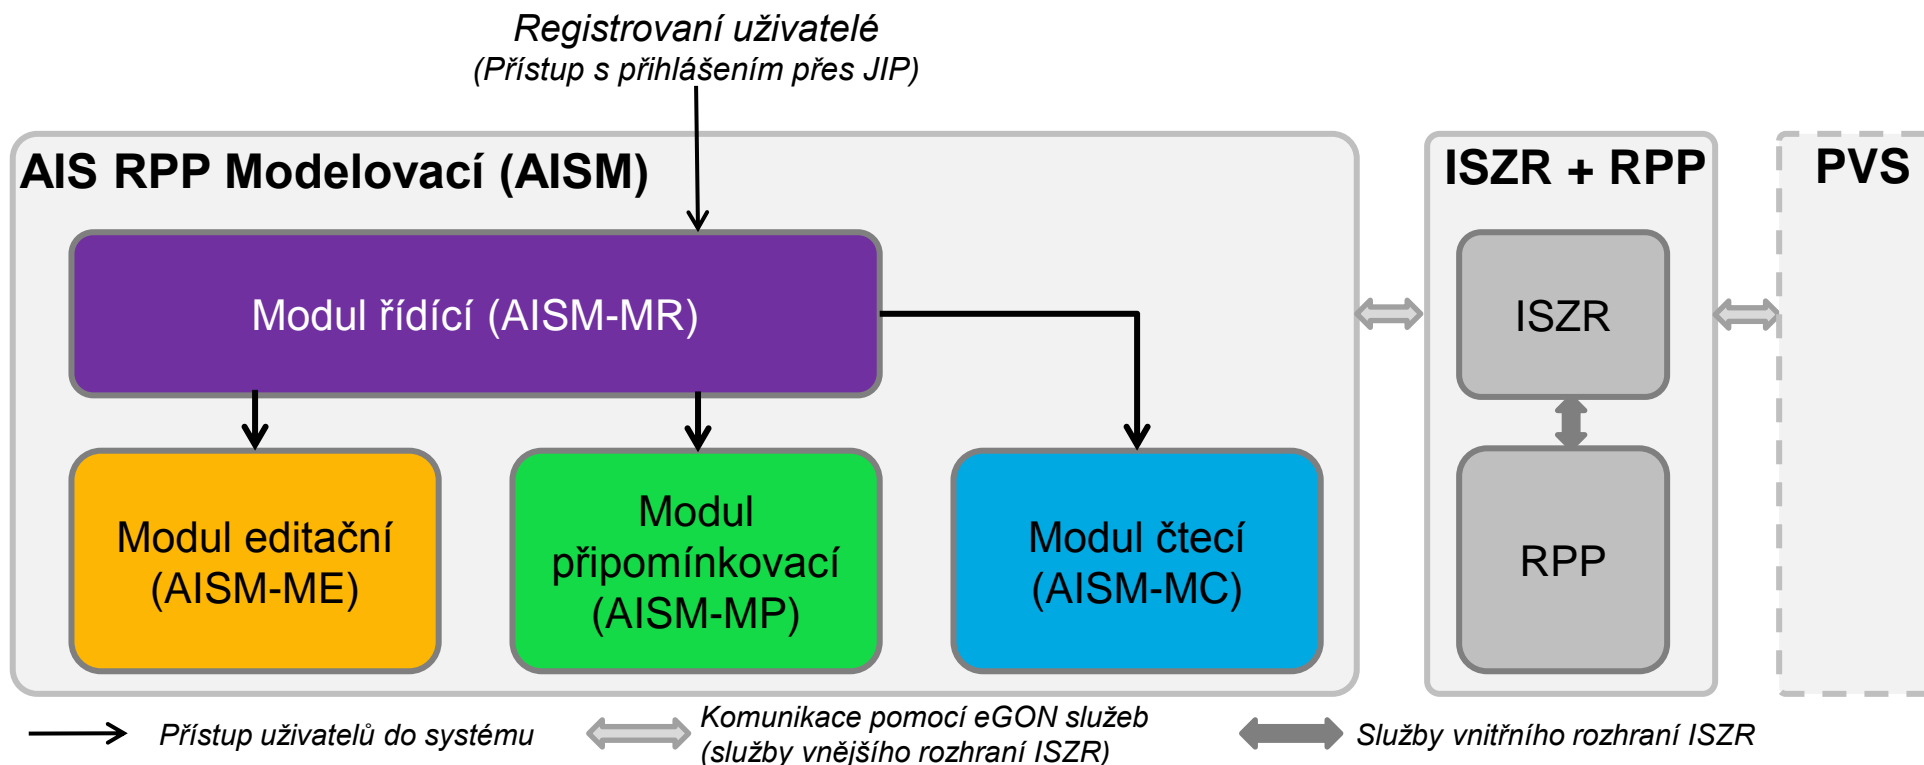 Registrovaní uživatelé
(Přístup s přihlášením přes JIP)
AIS RPP Modelovací (AISM)
ISZR + RPP
PVS
Modul řídící (AISM-MR)
ISZR
Modul editační
(AISM-ME)
Modul
připomínkovací
(AISM-MP)
Modul čtecí
(AISM-MC)
RPP
Přístup uživatelů do systému
Komunikace pomocí eGON služeb
(služby vnějšího rozhraní ISZR)
Služby vnitřního rozhraní ISZR